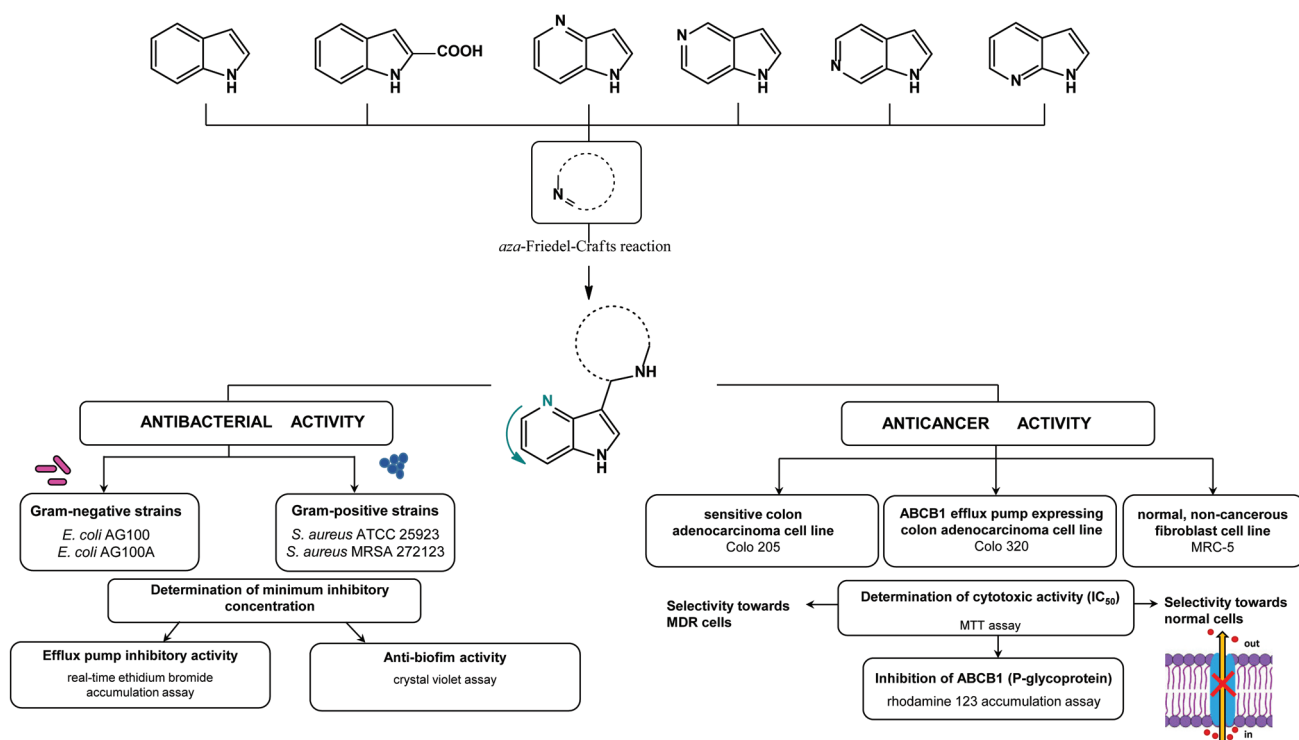 N
N
N
N
COOH
N
H
N
H
N
H
N
H
N
H
N
H
N
aza-Friedel-Crafts reaction
NH
N
N
H
ANTIBACTERIAL ACTIVITY
ANTICANCER ACTIVITY
Gram-negative strains
E. coli AG100
E. coli AG100A
Gram-positive strains
S. aureus ATCC 25923
S. aureus MRSA 272123
sensitive colon
adenocarcinoma cell line
Colo 205
ABCB1 efflux pump expressing
colon adenocarcinoma cell line
Colo 320
normal, non-cancerous
fibroblast cell line
MRC-5
Determination of minimum inhibitory
concentration
Efflux pump inhibitory activity
real-time ethidium bromide
accumulation assay
Anti-biofim activity
crystal violet assay
Selectivity towards
MDR cells
Determination of cytotoxic activity (IC50)
MTT assay
Selectivity towards
normal cells
Inhibition of ABCB1 (P-glycoprotein)
rhodamine 123 accumulation assay
out
in